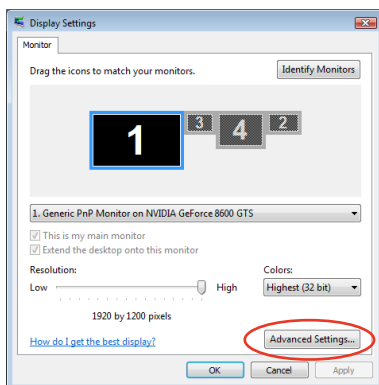 Display Settings
Monitor
Drag the icons to match your monitors.
Identify Monitors
1 3 4 2
1. Generic PnP Monitor on NVIDIA GeForce 8600 GTS
This is my main monitor
Extend the desktop onto this monitor
Resolution: Colors:
Low High Highest (32 bit)
1920 by 1200 pixels
How do I get the best display? Advanced Settings...
OK Cancel Apply